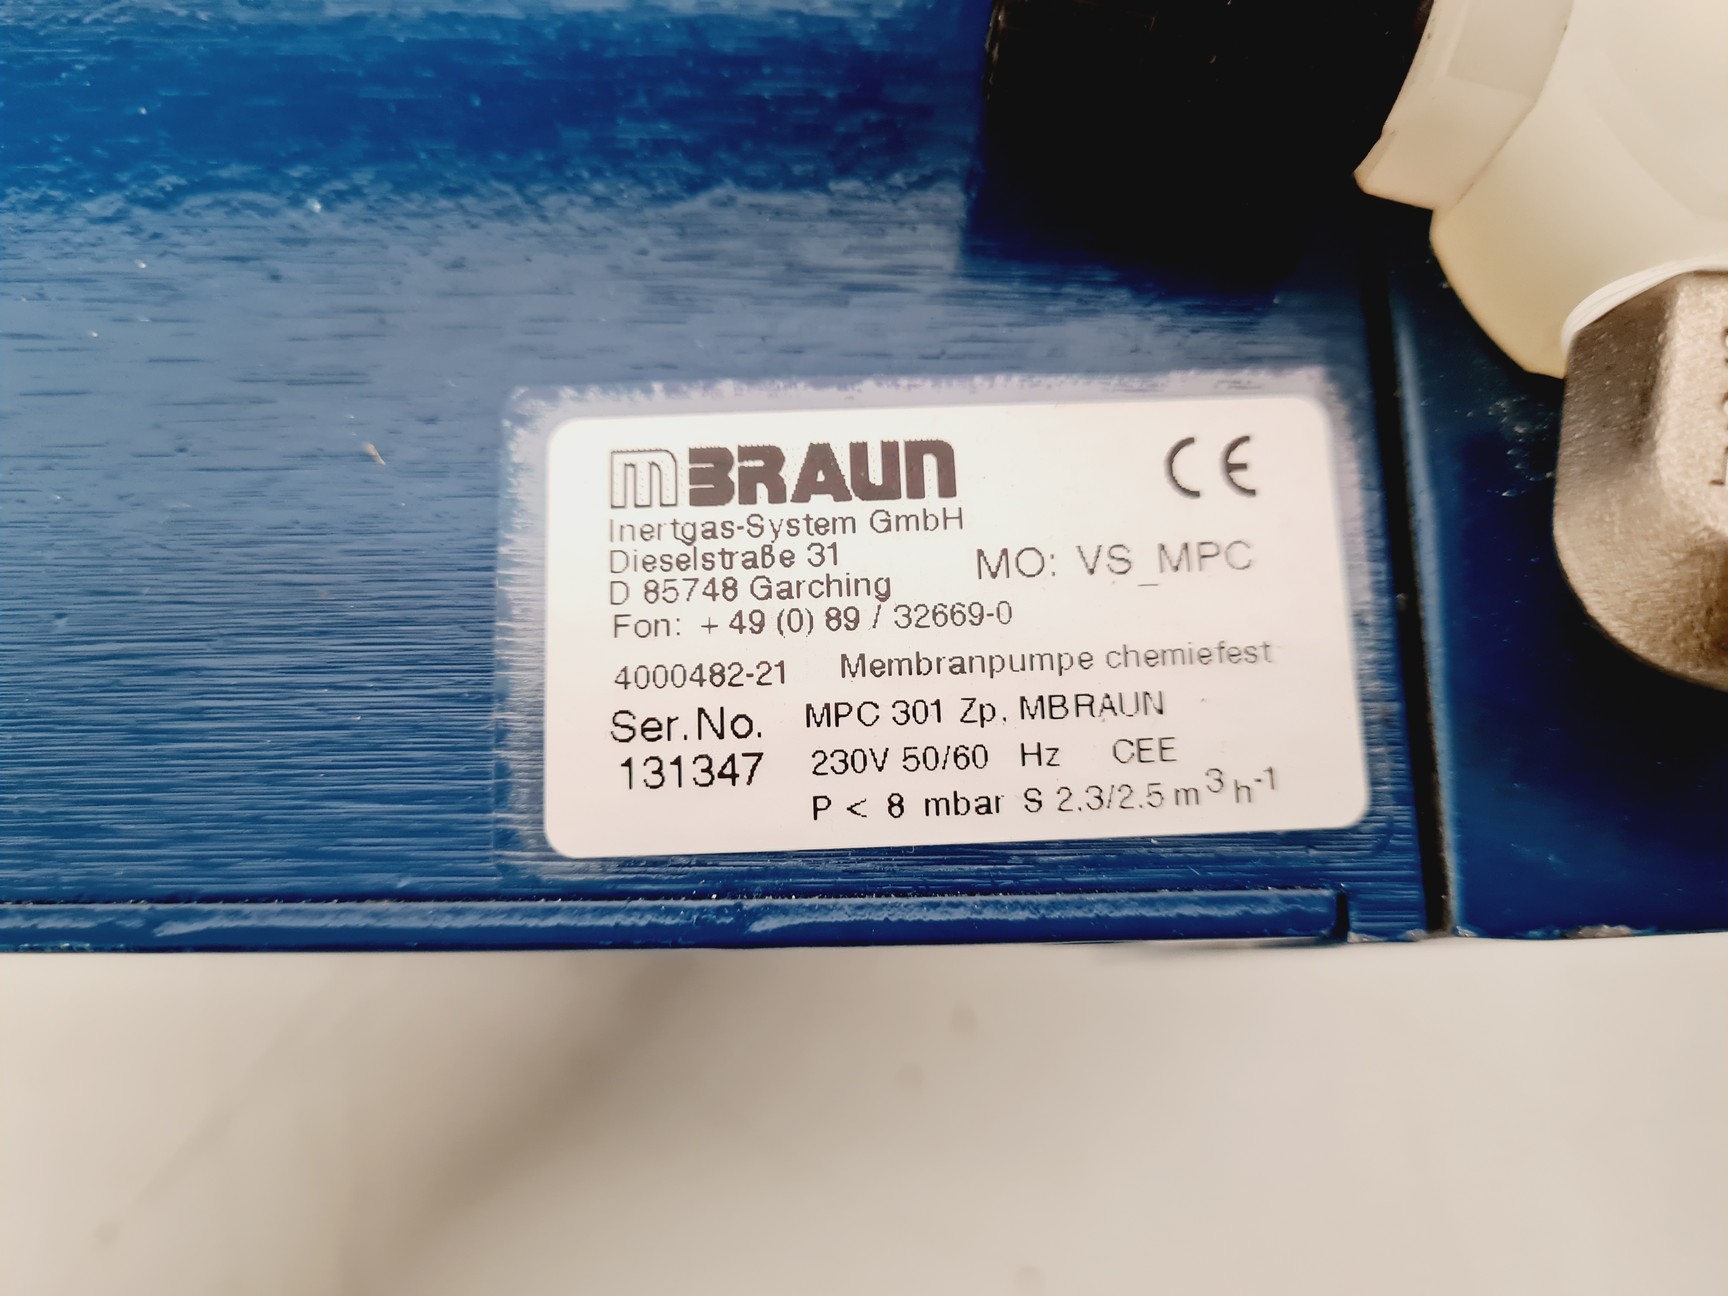 mBRAUN CE
Inertgas-System GmbH
Dieselstraße 31
MO: VS_MPC
D 85748 Garching
Fon: + 49 (0) 89 / 32669-0
4000482-21 Membranpumpe chemiefest
Ser.No. MPC 301 Zp, MBRAUN
131347 230V 50/60 Hz CEE
P < 8 mbar S 2.3/2.5 m³h⁻¹